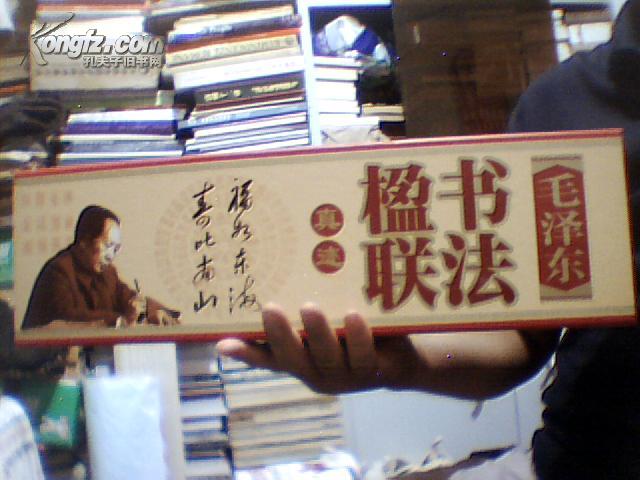 Kongfz.com
孔夫子旧书网
毛泽东
书法
楹联
真迹
福如东海
寿比南山